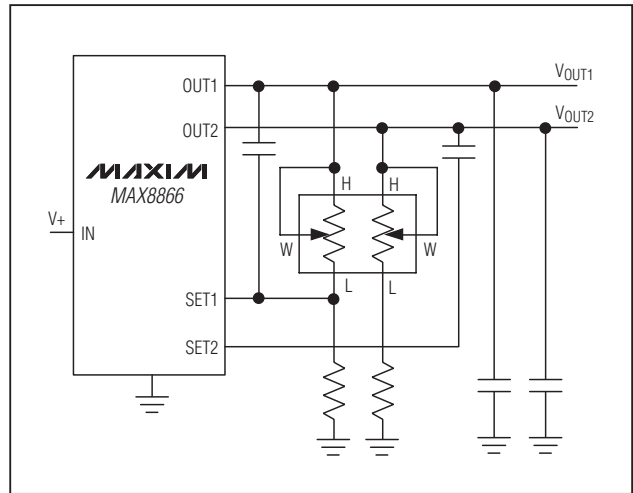 OUT1
VOUT1
OUT2
VOUT2
MAXIM
MAX8866
H
H
V+
IN
W
W
L
L
SET1
SET2